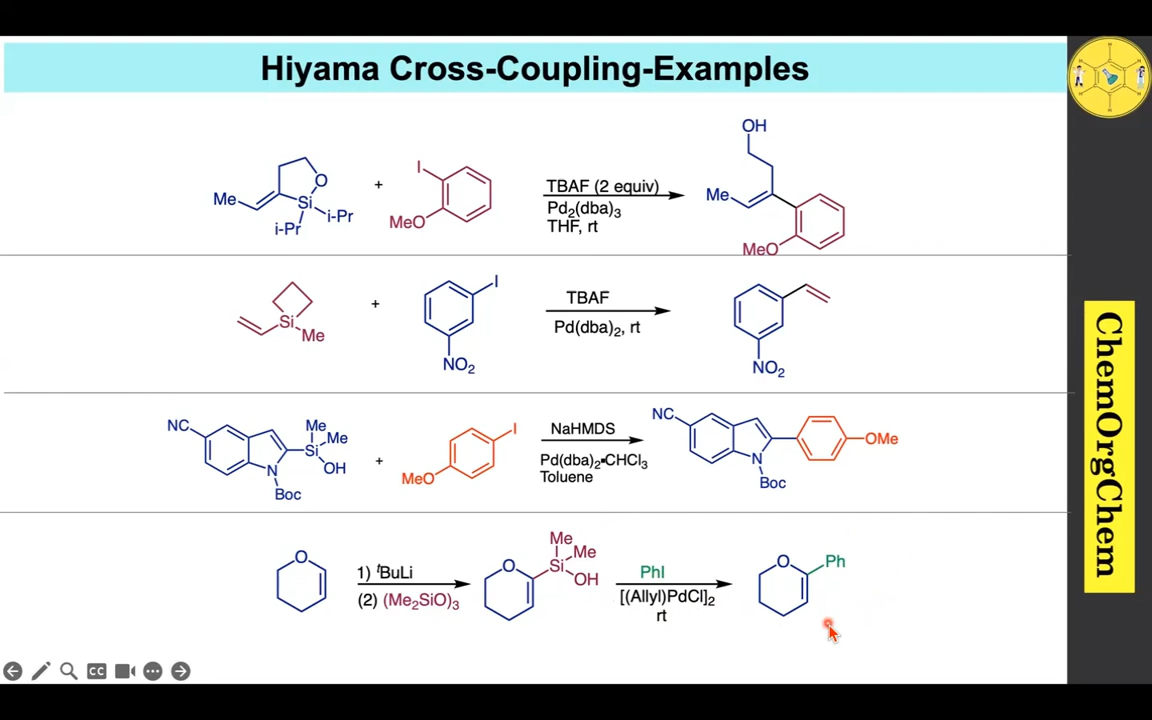 Hiyama Cross-Coupling-Examples
OH
Me
O
Si
i-Pr
i-Pr
+
I
MeO
TBAF (2 equiv)
Pd2(dba)3
THF, rt
Me
MeO
Si
Me
+
I
NO2
TBAF
Pd(dba)2, rt
NO2
NC
Me
Si
Me
OH
N
Boc
+
I
MeO
NaHMDS
Pd(dba)2▪CHCl3
Toluene
NC
N
Boc
OMe
O
1) tBuLi
(2) (Me2SiO)3
O
Me
Me
Si
OH
PhI
[(Allyl)PdCl]2
rt
O
Ph
CC
ChemOrgChem
H
H
H
H
H
H